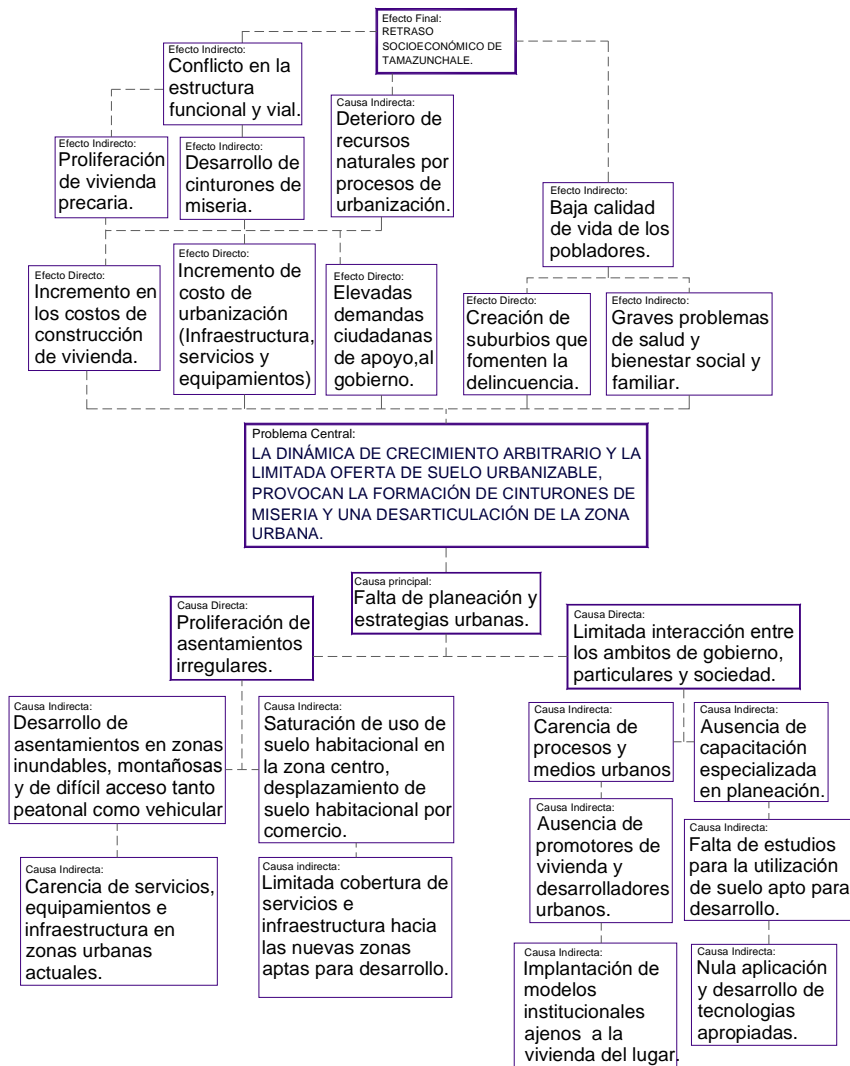 Efecto Final:
RETRASO
SOCIOECONÓMICO DE
TAMAZUNCHALE.
Efecto Indirecto:
Conflicto en la
estructura
funcional y vial.
Causa Indirecta:
Deterioro de
recursos
naturales por
procesos de
urbanización.
Efecto Indirecto:
Proliferación
de vivienda
precaria.
Efecto Indirecto:
Desarrollo de
cinturones de
miseria.
Efecto Indirecto:
Baja calidad
de vida de los
pobladores.
Efecto Directo:
Incremento en
los costos de
construcción
de vivienda.
Efecto Directo:
Incremento de
costo de
urbanización
(Infraestructura,
servicios y
equipamientos)
Efecto Directo:
Elevadas
demandas
ciudadanas
de apoyo,al
gobierno.
Efecto Directo:
Creación de
suburbios que
fomenten la
delincuencia.
Efecto Indirecto:
Graves problemas
de salud y
bienestar social y
familiar.
Problema Central:
LA DINÁMICA DE CRECIMIENTO ARBITRARIO Y LA
LIMITADA OFERTA DE SUELO URBANIZABLE,
PROVOCAN LA FORMACIÓN DE CINTURONES DE
MISERIA Y UNA DESARTICULACIÓN DE LA ZONA
URBANA.
Causa principal:
Falta de planeación y
estrategias urbanas.
Causa Directa:
Proliferación de
asentamientos
irregulares.
Causa Directa:
Limitada interacción entre
los ambitos de gobierno,
particulares y sociedad.
Causa Indirecta:
Desarrollo de
asentamientos en zonas
inundables, montañosas
y de difícil acceso tanto
peatonal como vehicular
Causa Indirecta:
Saturación de uso de
suelo habitacional en
la zona centro,
desplazamiento de
suelo habitacional por
comercio.
Causa Indirecta:
Carencia de
procesos y
medios urbanos
Causa Indirecta:
Ausencia de
capacitación
especializada
en planeación.
Causa Indirecta:
Ausencia de
promotores de
vivienda y
desarrolladores
urbanos.
Causa Indirecta:
Falta de estudios
para la utilización
de suelo apto para
desarrollo.
Causa Indirecta:
Carencia de servicios,
equipamientos e
infraestructura en
zonas urbanas
actuales.
Causa indirecta:
Limitada cobertura de
servicios e
infraestructura hacia
las nuevas zonas
aptas para desarrollo.
Causa Indirecta:
Implantación de
modelos
institucionales
ajenos a la
vivienda del lugar.
Causa Indirecta:
Nula aplicación
y desarrollo de
tecnologias
apropiadas.